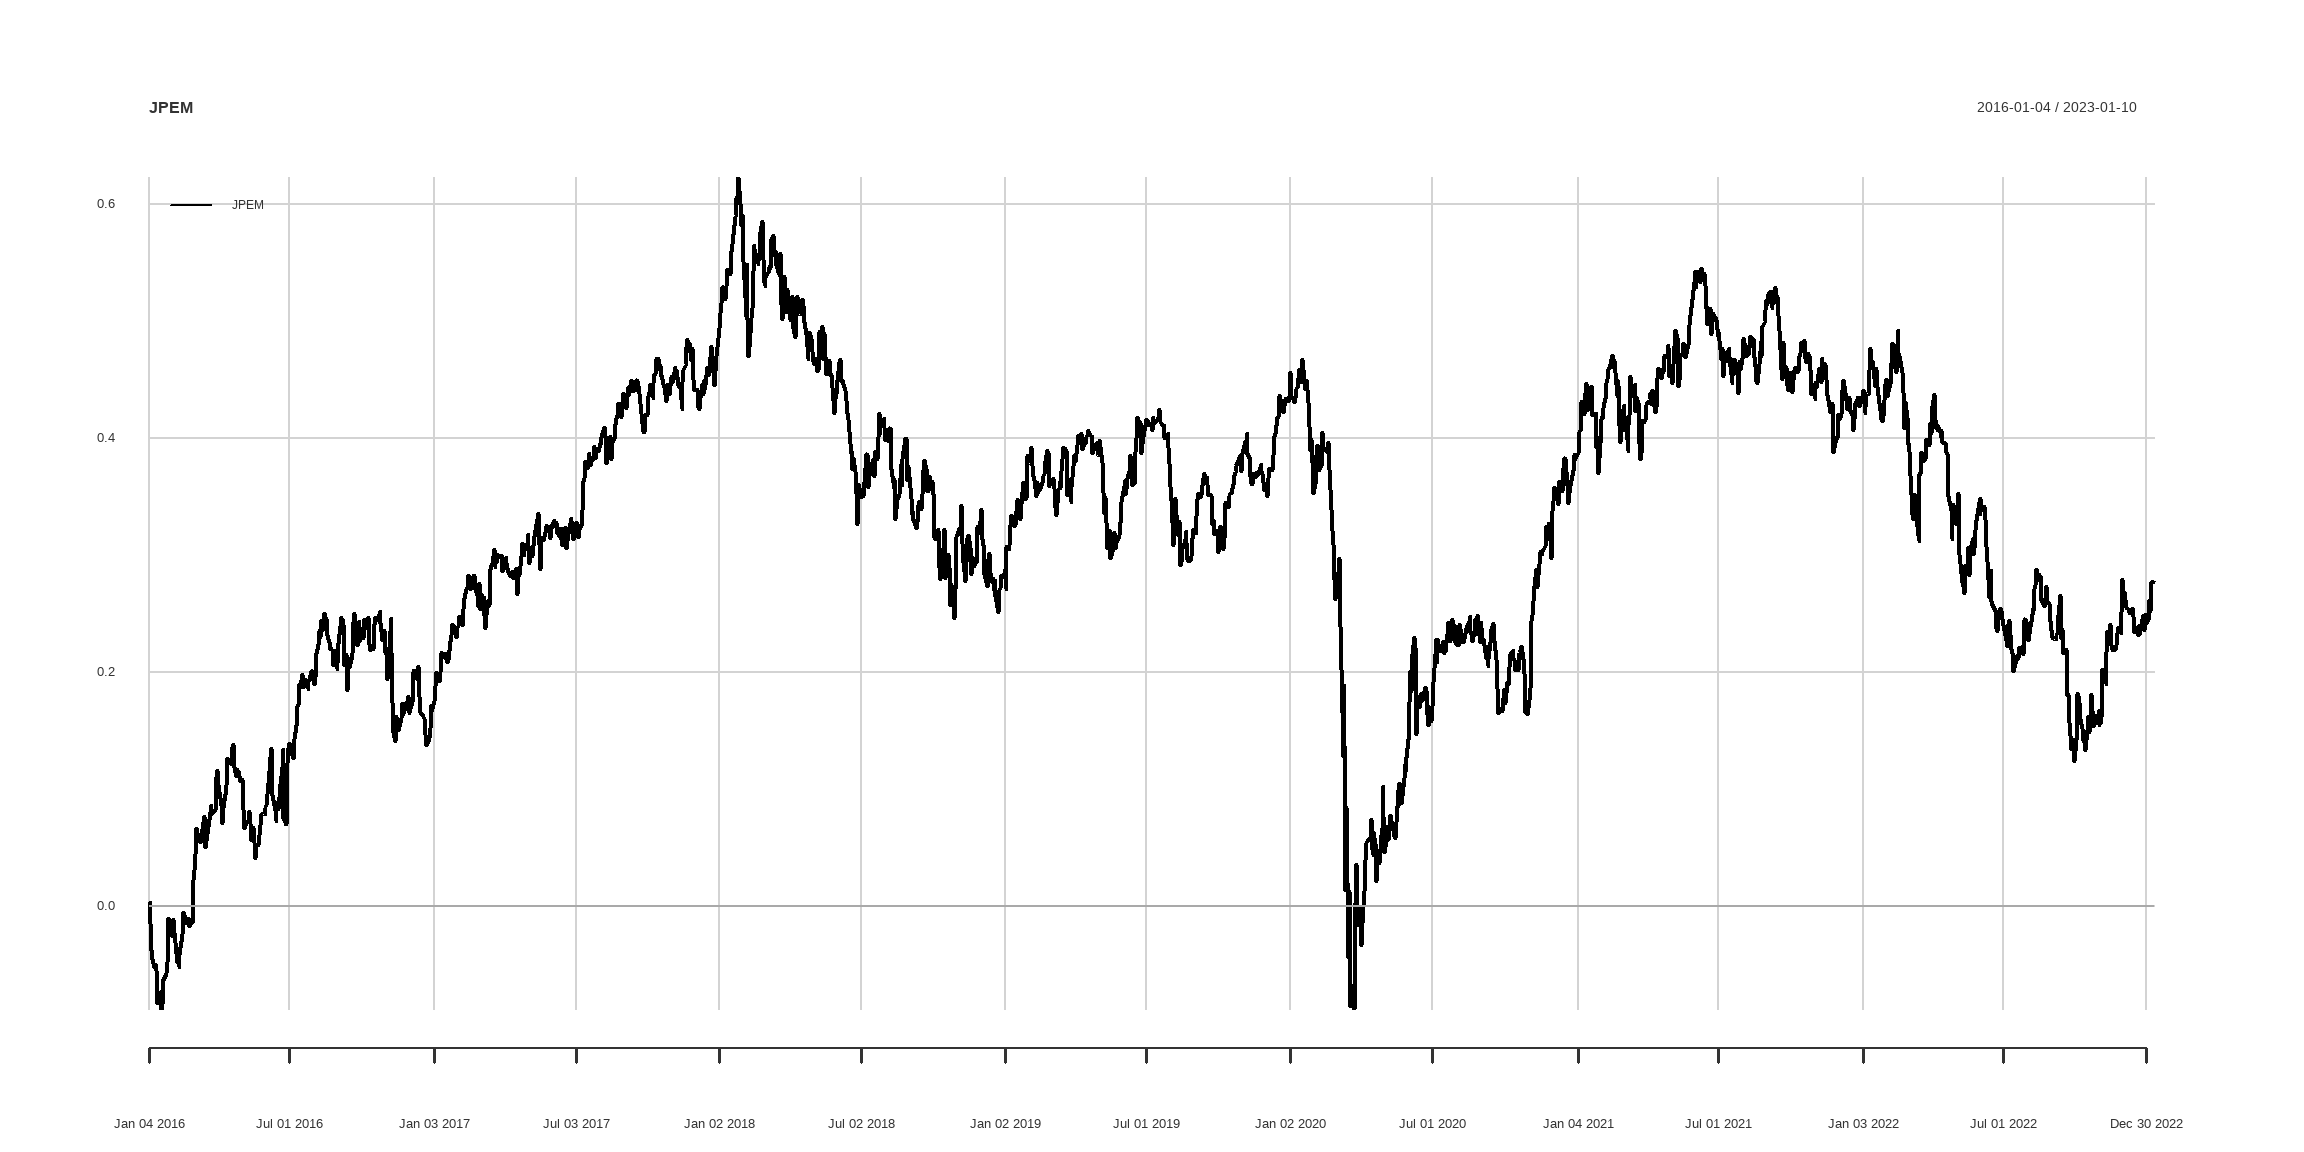 JPEM
2016-01-04 / 2023-01-10
JPEM
0.6
0.4
0.2
0.0
Jan 04 2016
Jul 01 2016
Jan 03 2017
Jul 03 2017
Jan 02 2018
Jul 02 2018
Jan 02 2019
Jul 01 2019
Jan 02 2020
Jul 01 2020
Jan 04 2021
Jul 01 2021
Jan 03 2022
Jul 01 2022
Dec 30 2022